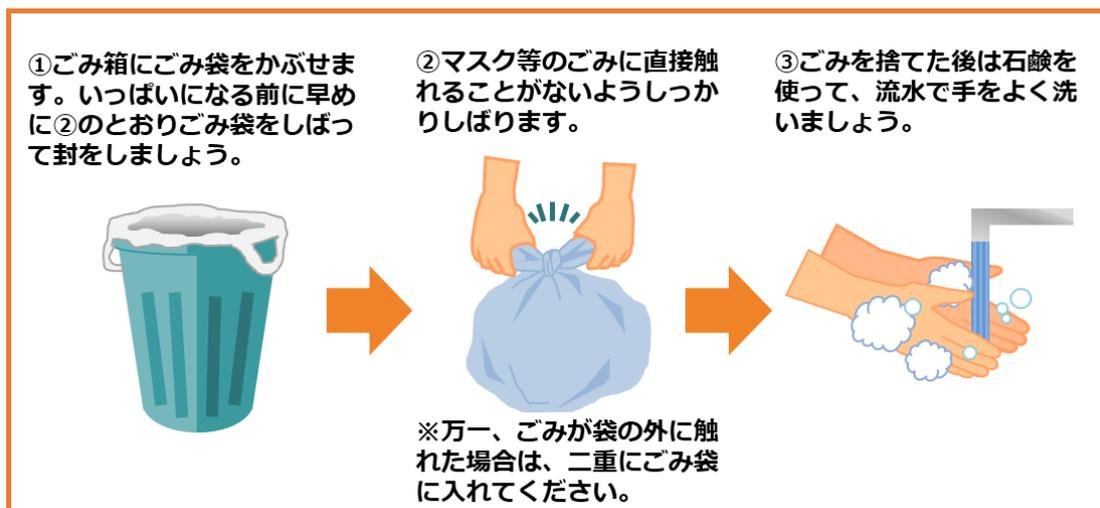 ①ごみ箱にごみ袋をかぶせま
す。いっぱいになる前に早め
に②のとおりごみ袋をしばっ
て封をしましょう。
②マスク等のごみに直接触
れることがないようしっか
りしばります。
※万一、ごみが袋の外に触
れた場合は、二重にごみ袋
に入れてください。
③ごみを捨てた後は石鹸を
使って、流水で手をよく洗
いましょう。